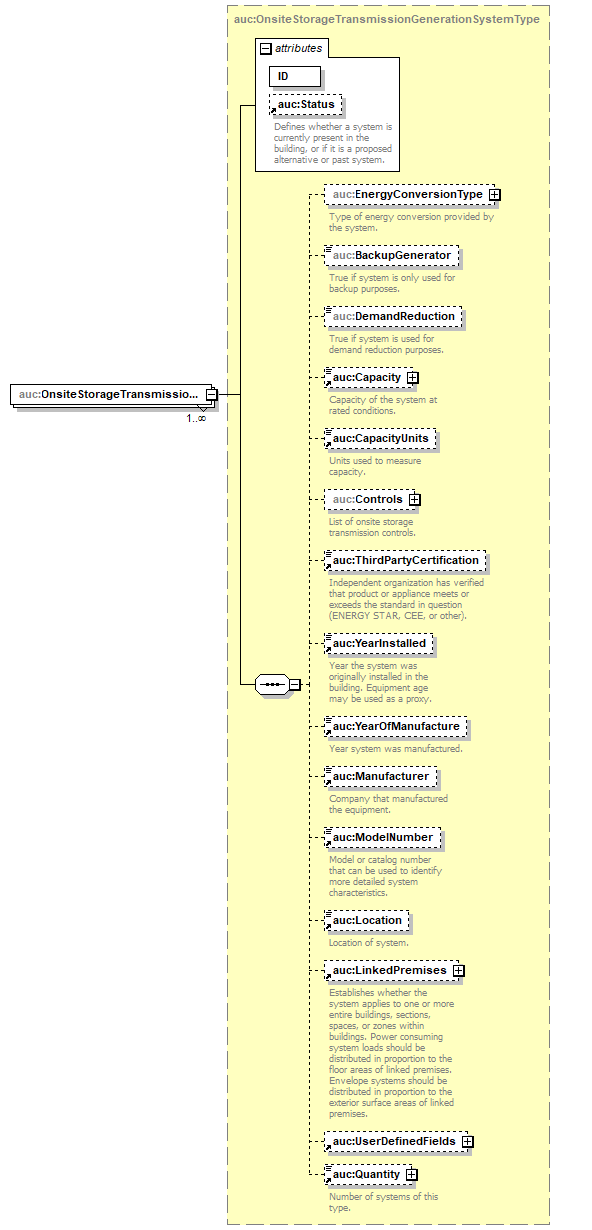 auc:OnsiteStorageTransmissionGenerationSystemType
attributes
ID
auc:Status
Defines whether a system is
currently present in the
building, or if it is a proposed
alternative or past system.
auc:EnergyConversionType
Type of energy conversion provided by
the system.
auc:BackupGenerator
True if system is only used for
backup purposes.
auc:DemandReduction
True if system is used for
demand reduction purposes.
auc:OnsiteStorageTransmissio...
1..∞
auc:Capacity
Capacity of the system at
rated conditions.
auc:CapacityUnits
Units used to measure
capacity.
auc:Controls
List of onsite storage
transmission controls.
auc:ThirdPartyCertification
Independent organization has verified
that product or appliance meets or
exceeds the standard in question
(ENERGY STAR, CEE, or other).
auc:YearInstalled
Year the system was
originally installed in the
building. Equipment age
may be used as a proxy.
auc:YearOfManufacture
Year system was manufactured.
auc:Manufacturer
Company that manufactured
the equipment.
auc:ModelNumber
Model or catalog number
that can be used to identify
more detailed system
characteristics.
auc:Location
Location of system.
auc:LinkedPremises
Establishes whether the
system applies to one or more
entire buildings, sections,
spaces, or zones within
buildings. Power consuming
system loads should be
distributed in proportion to the
floor areas of linked premises.
Envelope systems should be
distributed in proportion to the
exterior surface areas of linked
premises.
auc:UserDefinedFields
auc:Quantity
Number of systems of this
type.